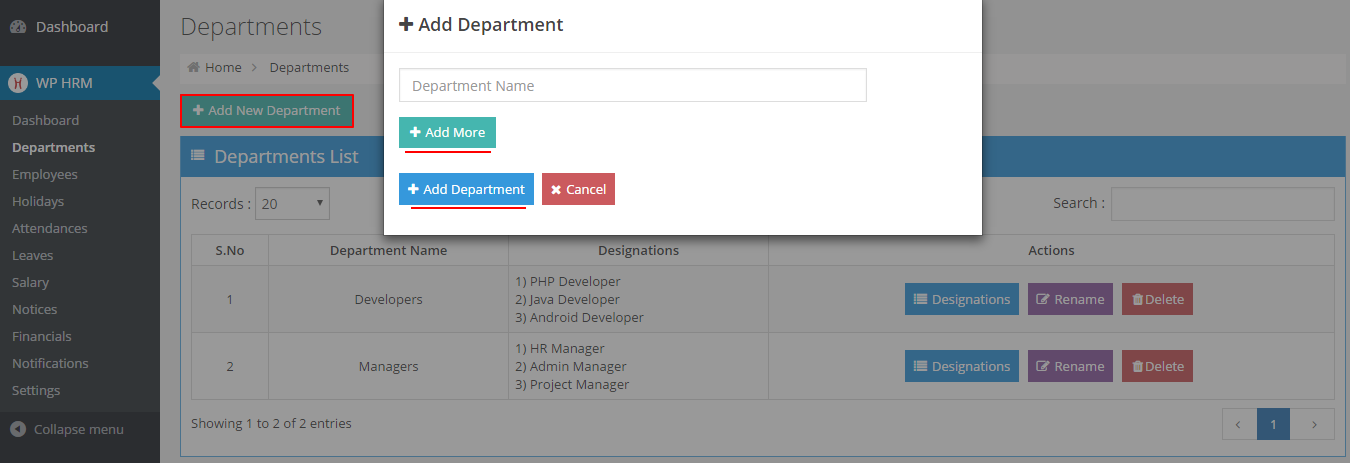 Dashboard
WP HRM
Dashboard
Departments
Employees
Holidays
Attendances
Leaves
Salary
Notices
Financials
Notifications
Settings
Collapse menu
Departments
Home > Departments
+ Add New Department
Departments List
Records : 20
Search :
S.No Department Name Designations Actions
1 Developers
1) PHP Developer
2) Java Developer
3) Android Developer
Designations Rename Delete
2 Managers
1) HR Manager
2) Admin Manager
3) Project Manager
Designations Rename Delete
Showing 1 to 2 of 2 entries
< 1 >
+ Add Department
Department Name
+ Add More
+ Add Department × Cancel